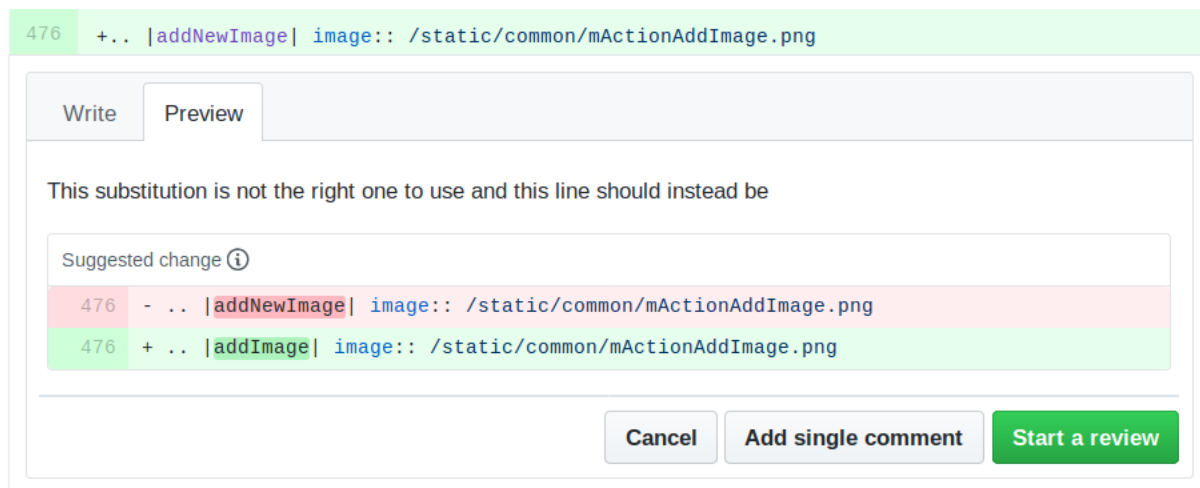 476 +.. |addNewImage| image:: /static/common/mActionAddImage.png
Write Preview
This substitution is not the right one to use and this line should instead be
Suggested change
476 - .. |addNewImage| image:: /static/common/mActionAddImage.png
476 + .. |addImage| image:: /static/common/mActionAddImage.png
Cancel Add single comment Start a review